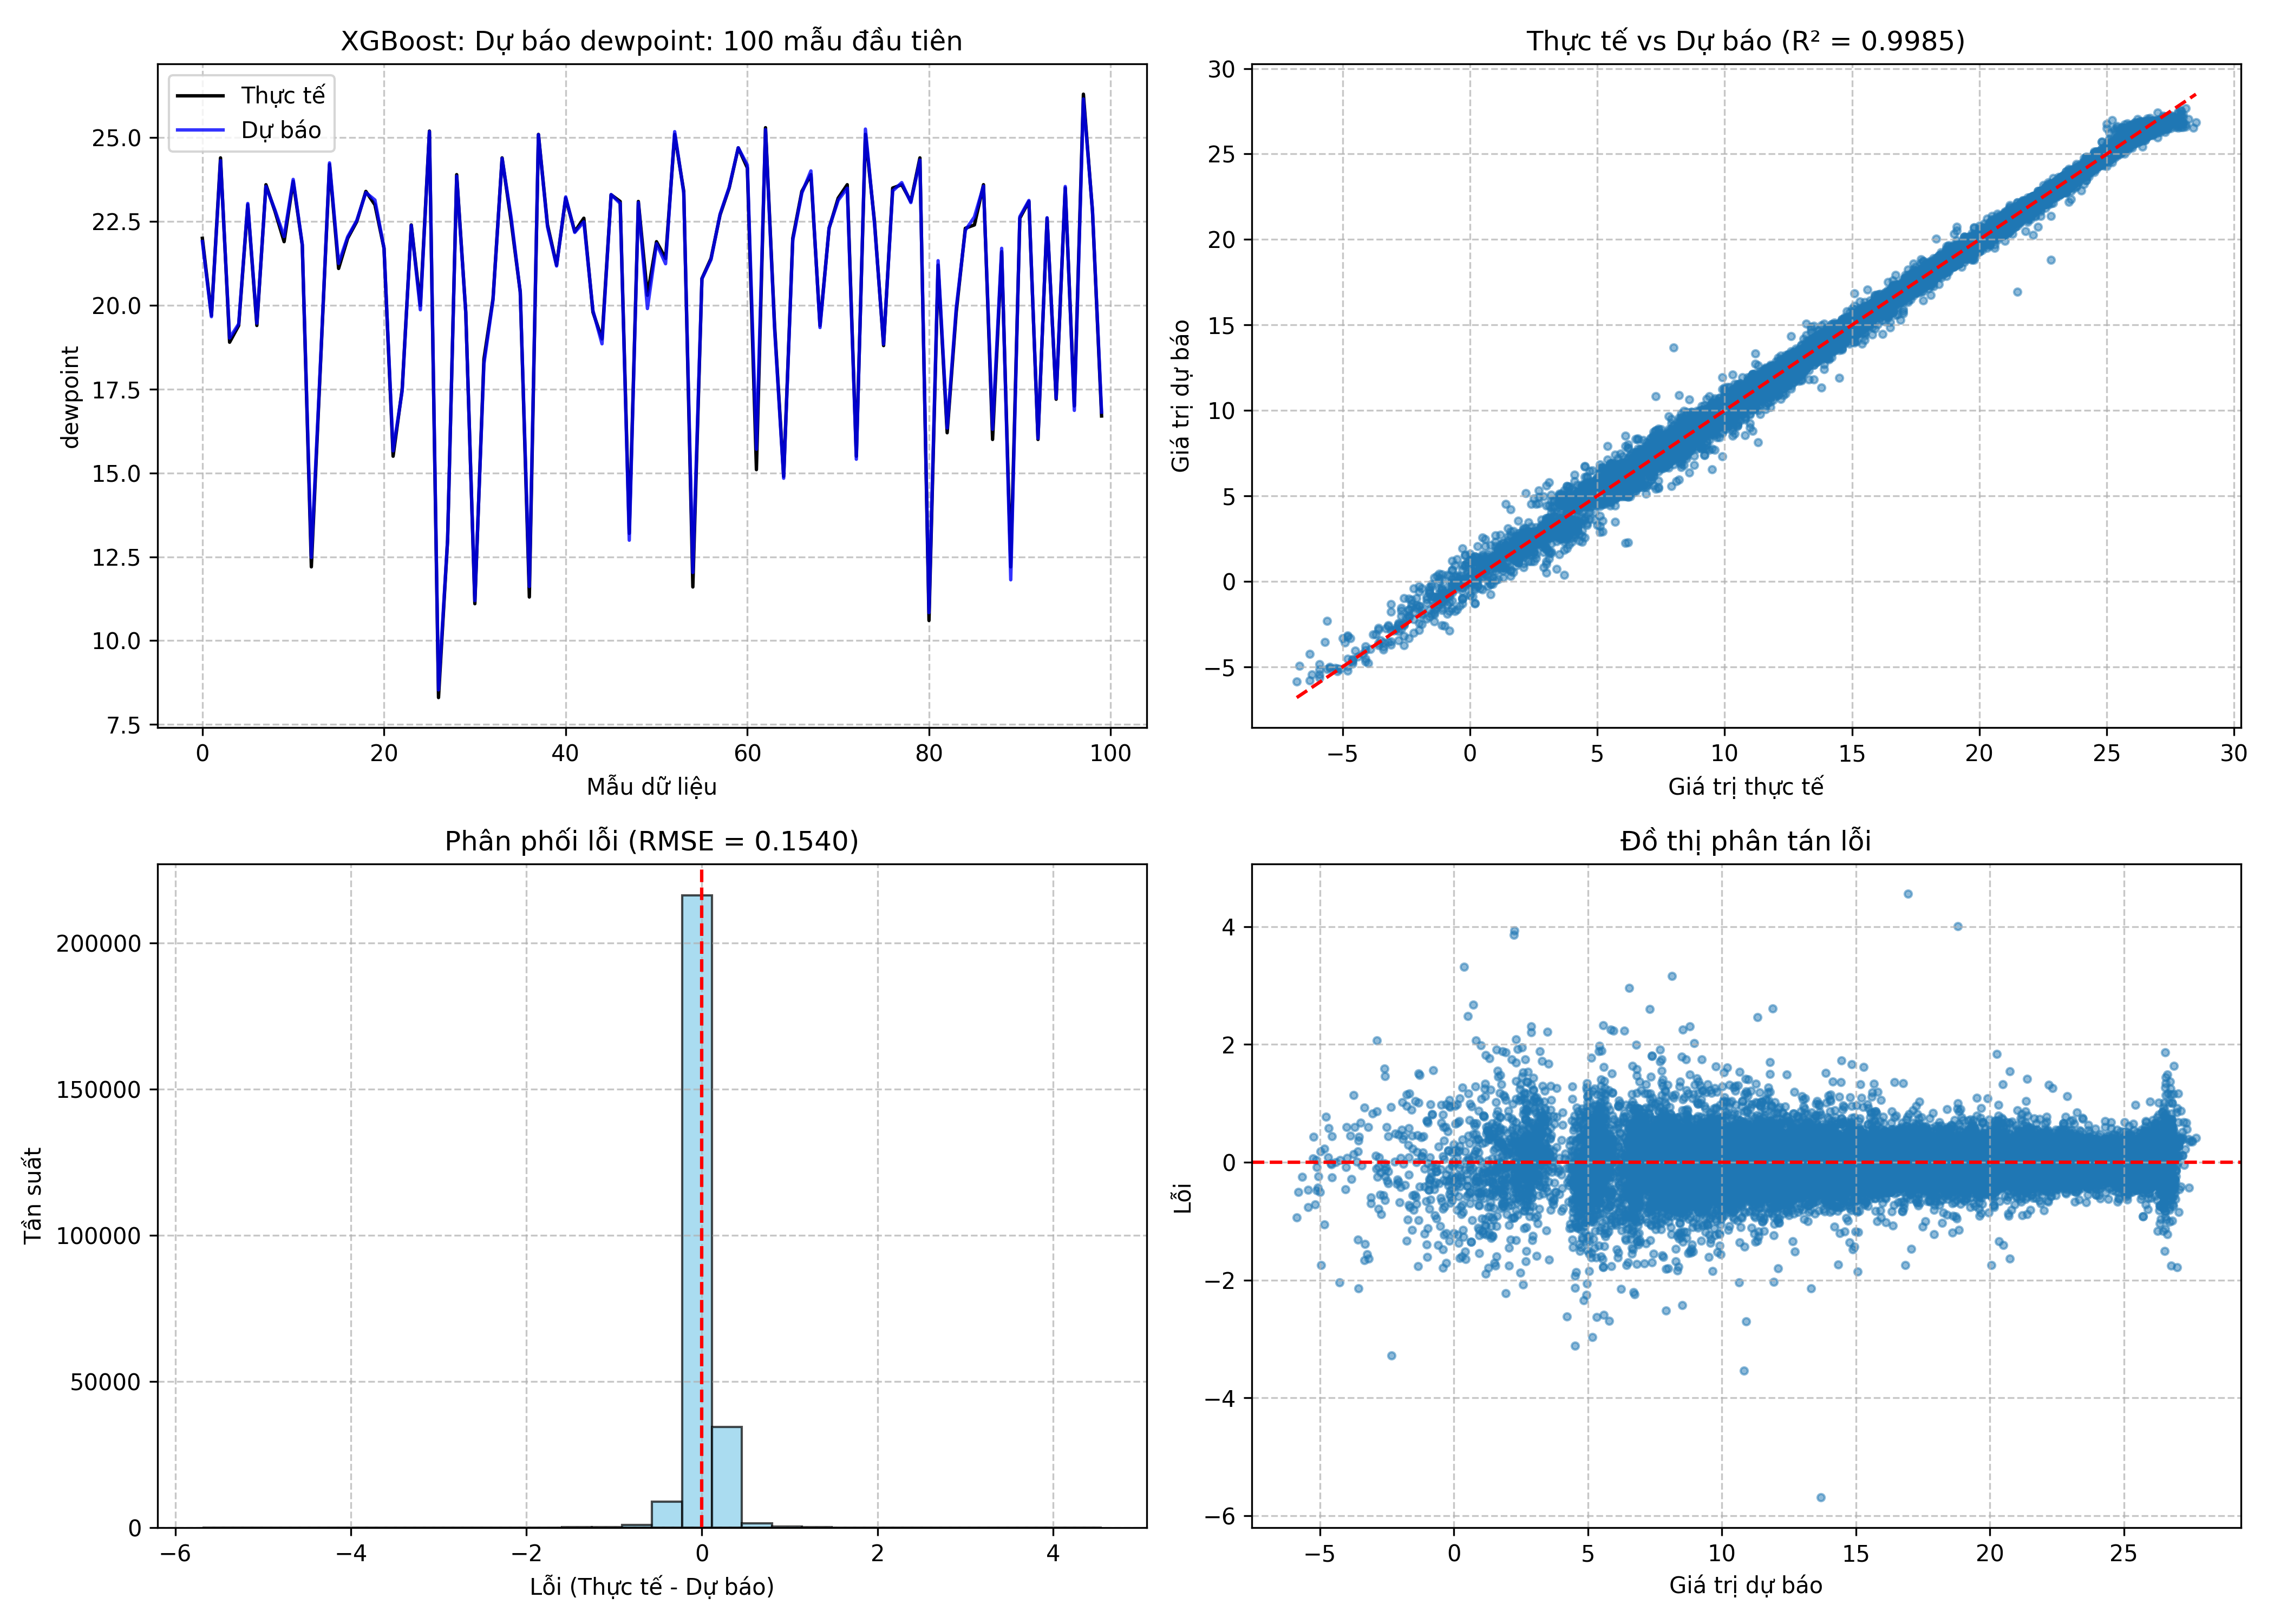 XGBoost: Dự báo dewpoint: 100 mẫu đầu tiên
Thực tế
Dự báo
25.0
22.5
20.0
17.5
15.0
12.5
10.0
7.5
dewpoint
0 20 40 60 80 100
Mẫu dữ liệu
Thực tế vs Dự báo (R² = 0.9985)
30
25
20
15
10
5
0
−5
Giá trị dự báo
−5 0 5 10 15 20 25 30
Giá trị thực tế
Phân phối lỗi (RMSE = 0.1540)
200000
150000
100000
50000
0
Tần suất
−6 −4 −2 0 2 4
Lỗi (Thực tế - Dự báo)
Đồ thị phân tán lỗi
4
2
0
−2
−4
−6
Lỗi
−5 0 5 10 15 20 25
Giá trị dự báo